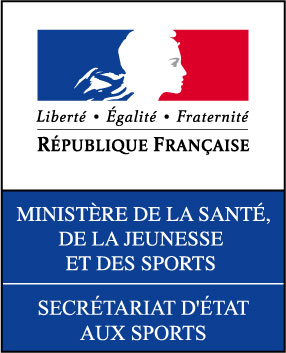 Liberté • Égalité • Fraternité
RÉPUBLIQUE FRANÇAISE
MINISTÈRE DE LA SANTÉ,
DE LA JEUNESSE
ET DES SPORTS
SECRÉTARIAT D'ÉTAT
AUX SPORTS